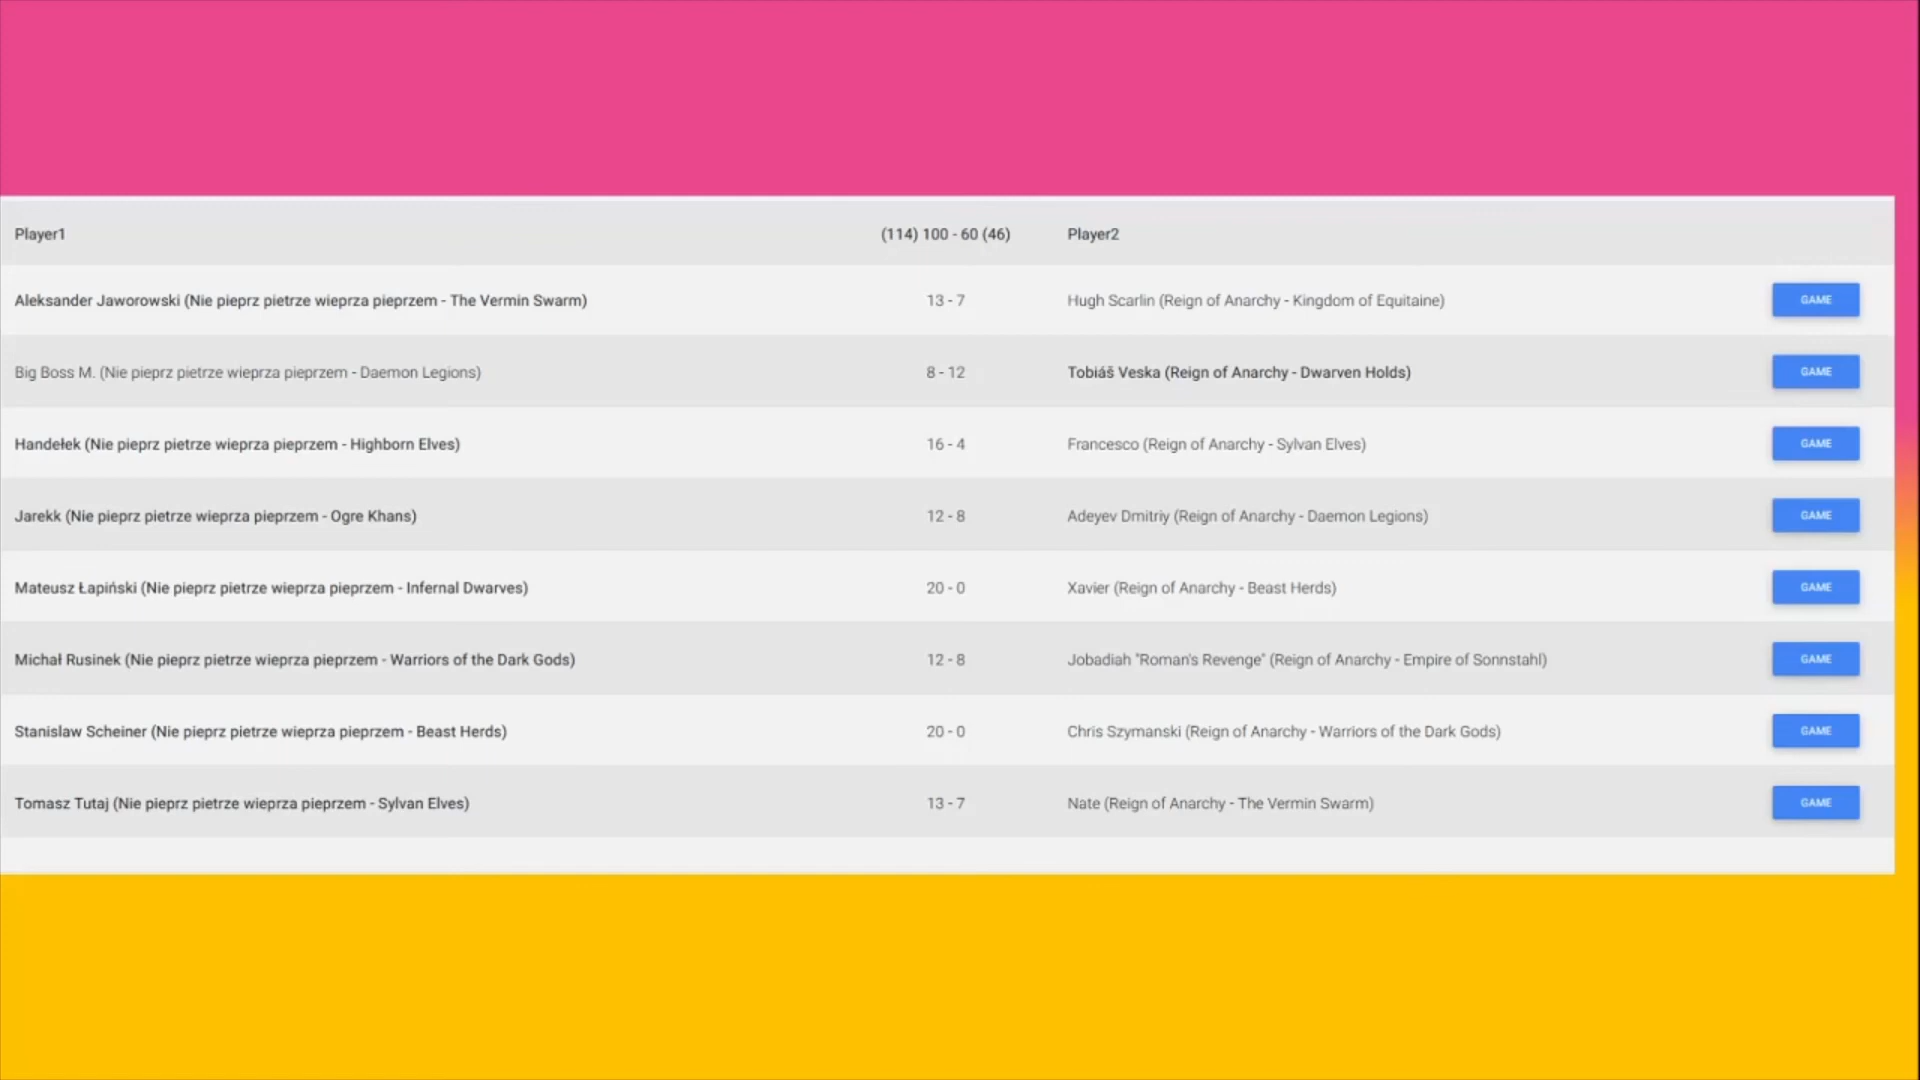 Player1 (114) 100 - 60 (46) Player2
Aleksander Jaworowski (Nie pieprz pietrze wieprza pieprzem - The Vermin Swarm) 13 - 7 Hugh Scarlin (Reign of Anarchy - Kingdom of Equitaine) GAME
Big Boss M. (Nie pieprz pietrze wieprza pieprzem - Daemon Legions) 8 - 12 Tobiáš Veska (Reign of Anarchy - Dwarven Holds) GAME
Handełek (Nie pieprz pietrze wieprza pieprzem - Highborn Elves) 16 - 4 Francesco (Reign of Anarchy - Sylvan Elves) GAME
Jarekk (Nie pieprz pietrze wieprza pieprzem - Ogre Khans) 12 - 8 Adeyev Dmitriy (Reign of Anarchy - Daemon Legions) GAME
Mateusz Łapiński (Nie pieprz pietrze wieprza pieprzem - Infernal Dwarves) 20 - 0 Xavier (Reign of Anarchy - Beast Herds) GAME
Michał Rusinek (Nie pieprz pietrze wieprza pieprzem - Warriors of the Dark Gods) 12 - 8 Jobadiah "Roman's Revenge" (Reign of Anarchy - Empire of Sonnstahl) GAME
Stanislaw Scheiner (Nie pieprz pietrze wieprza pieprzem - Beast Herds) 20 - 0 Chris Szymanski (Reign of Anarchy - Warriors of the Dark Gods) GAME
Tomasz Tutaj (Nie pieprz pietrze wieprza pieprzem - Sylvan Elves) 13 - 7 Nate (Reign of Anarchy - The Vermin Swarm) GAME